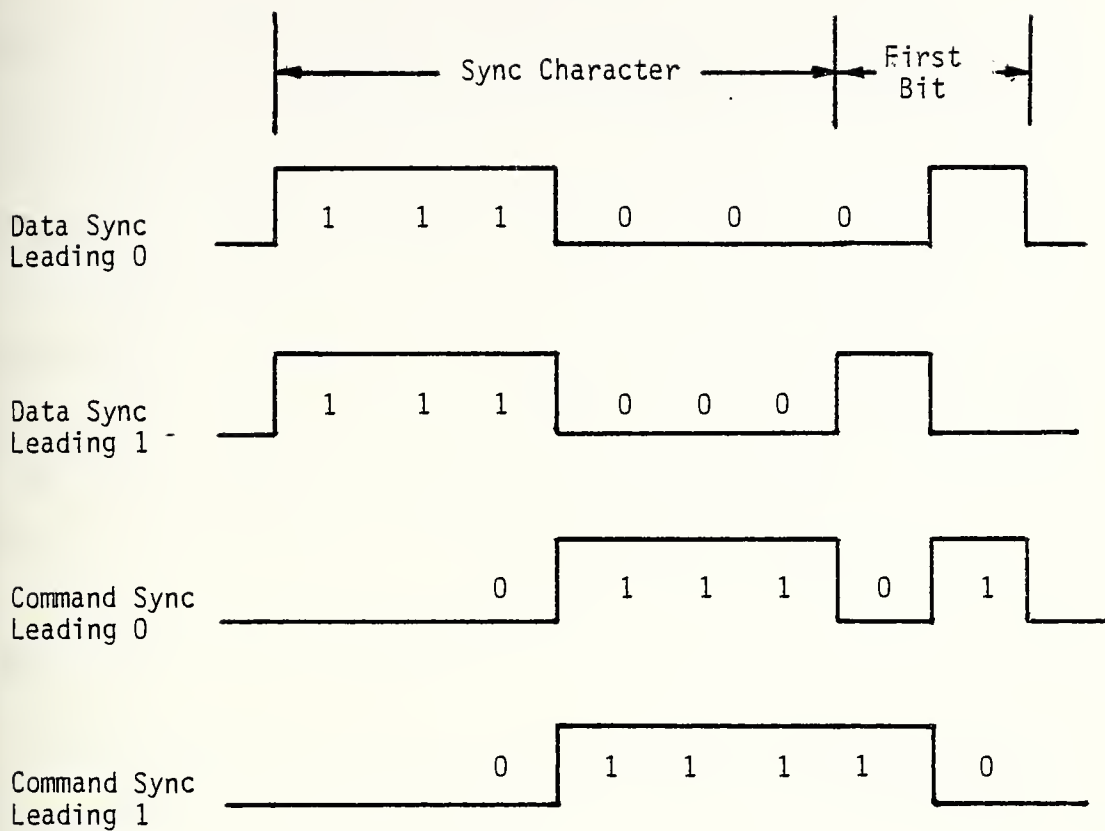 Sync Character
First
Bit
Data Sync
Leading 0
1 1 1 0 0 0
Data Sync
Leading 1
1 1 1 0 0 0
Command Sync
Leading 0
0 1 1 1 0 1
Command Sync
Leading 1
0 1 1 1 1 0